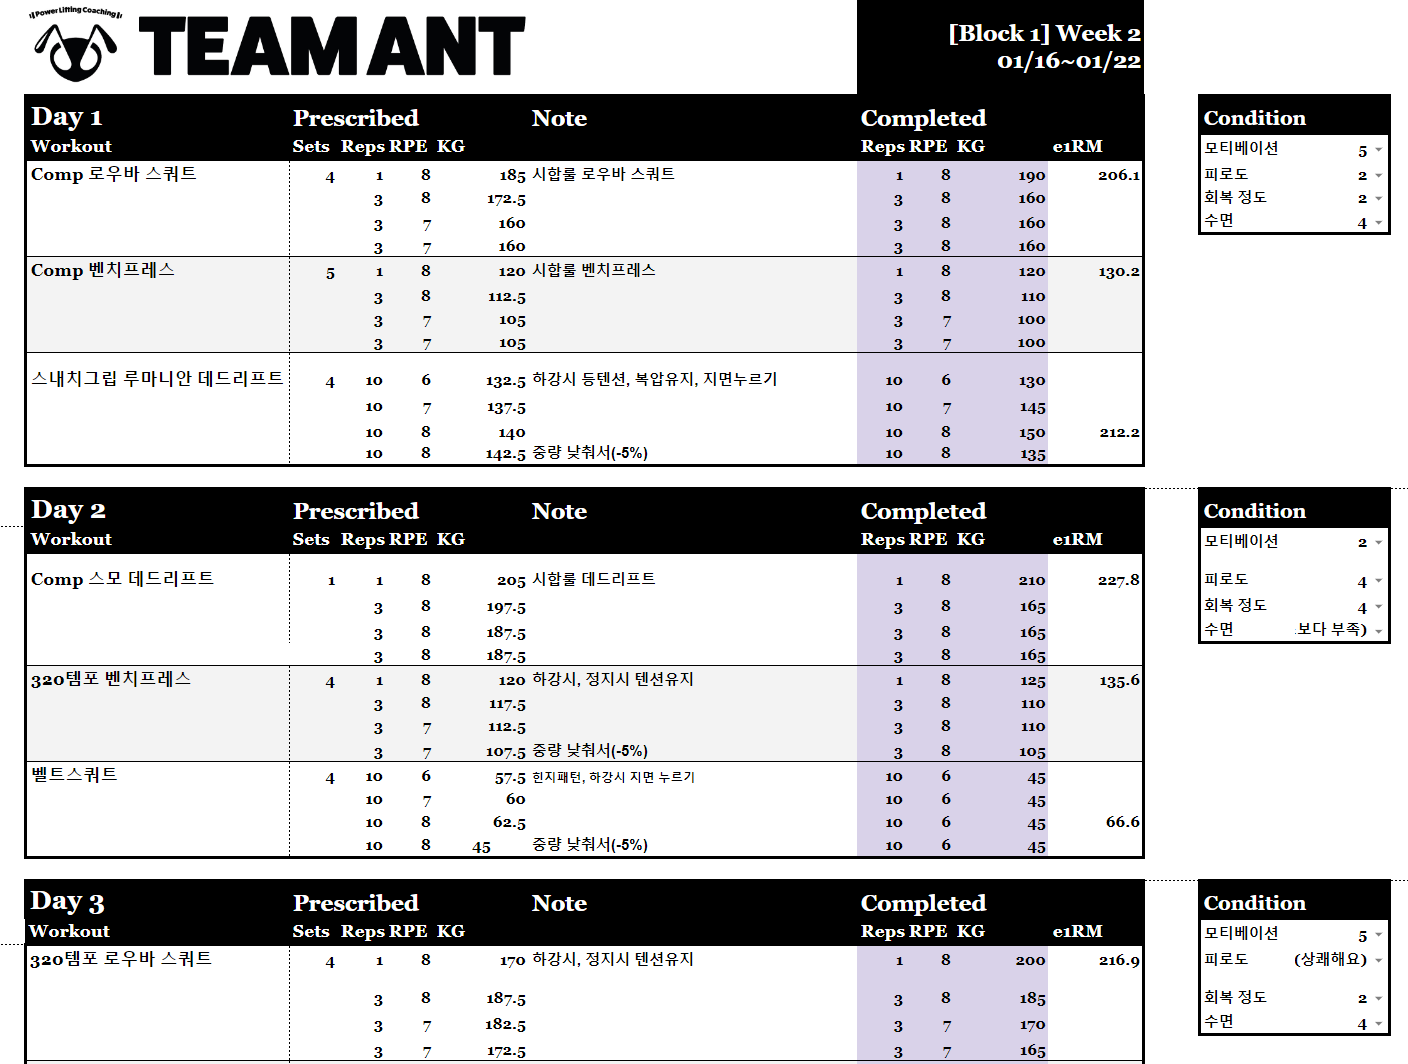 Power Lifting Coaching
TEAM ANT
[Block 1] Week 2
01/16~01/22
Day 1 Prescribed Note Completed Condition
Workout Sets Reps RPE KG Reps RPE KG e1RM
모티베이션 5
Comp 로우바 스쿼트 4 1 8 185 시합룰 로우바 스쿼트 1 8 190 206.1 피로도 2
3 8 172.5 3 8 160 회복 정도 2
3 7 160 3 8 160 수면 4
3 7 160 3 8 160
Comp 벤치프레스 5 1 8 120 시합룰 벤치프레스 1 8 120 130.2
3 8 112.5 3 8 110
3 7 105 3 7 100
3 7 105 3 7 100
스내치그립 루마니안 데드리프트 4 10 6 132.5 하강시 등텐션, 복압유지, 지면누르기 10 6 130
10 7 137.5 10 7 145
10 8 140 10 8 150 212.2
10 8 142.5 중량 낮춰서(-5%) 10 8 135
Day 2 Prescribed Note Completed Condition
Workout Sets Reps RPE KG Reps RPE KG e1RM 모티베이션 2
Comp 스모 데드리프트 1 1 8 205 시합룰 데드리프트 1 8 210 227.8 피로도 4
3 8 197.5 3 8 165 회복 정도 4
3 8 187.5 3 8 165 수면 보다 부족)
3 8 187.5 3 8 165
320템포 벤치프레스 4 1 8 120 하강시, 정지시 텐션유지 1 8 125 135.6
3 8 117.5 3 8 110
3 7 112.5 3 8 110
3 7 107.5 중량 낮춰서(-5%) 3 8 105
벨트스쿼트 4 10 6 57.5 힌지패턴, 하강시 지면 누르기 10 6 45
10 7 60 10 6 45
10 8 62.5 10 6 45 66.6
10 8 45 중량 낮춰서(-5%) 10 6 45
Day 3 Prescribed Note Completed Condition
Workout Sets Reps RPE KG Reps RPE KG e1RM 모티베이션 5
320템포 로우바 스쿼트 4 1 8 170 하강시, 정지시 텐션유지 1 8 200 216.9 피로도 (상쾌해요)
3 8 187.5 3 8 185 회복 정도 2
3 7 182.5 3 7 170 수면 4
3 7 172.5 3 7 165